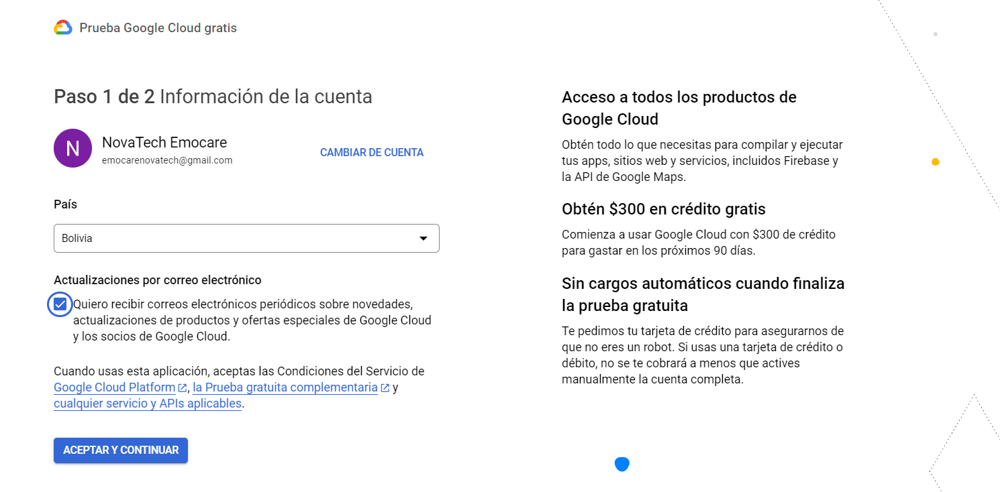 Prueba Google Cloud gratis
Paso 1 de 2 Información de la cuenta
N
NovaTech Emocare
emocarenovatech@gmail.com
CAMBIAR DE CUENTA
País
Bolivia
Actualizaciones por correo electrónico
Quiero recibir correos electrónicos periódicos sobre novedades,
actualizaciones de productos y ofertas especiales de Google Cloud
y los socios de Google Cloud.
Cuando usas esta aplicación, aceptas las Condiciones del Servicio de
Google Cloud Platform, la Prueba gratuita complementaria y
cualquier servicio y APIs aplicables.
ACEPTAR Y CONTINUAR
Acceso a todos los productos de
Google Cloud
Obtén todo lo que necesitas para compilar y ejecutar
tus apps, sitios web y servicios, incluidos Firebase y
la API de Google Maps.
Obtén $300 en crédito gratis
Comienza a usar Google Cloud con $300 de crédito
para gastar en los próximos 90 días.
Sin cargos automáticos cuando finaliza
la prueba gratuita
Te pedimos tu tarjeta de crédito para asegurarnos de
que no eres un robot. Si usas una tarjeta de crédito o
débito, no se te cobrará a menos que actives
manualmente la cuenta completa.